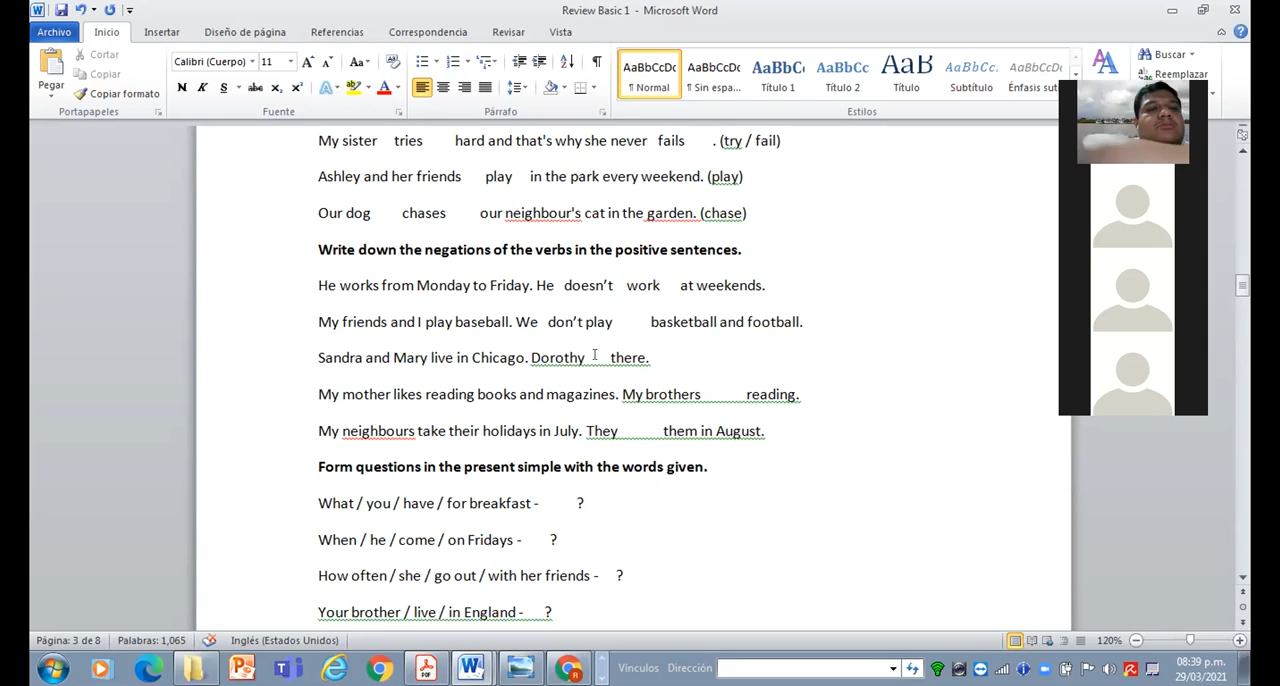 Review Basic 1 - Microsoft Word
Archivo Inicio Insertar Diseño de página Referencias Correspondencia Revisar Vista
Pegar
Cortar
Copiar
Copiar formato
Portapapeles
Calibri (Cuerpo) 11
N K S abc x₂ x²
Fuente
Párrafo
AaBbCcDc AaBbCcDc AaBbC AaBbCc AaB AaBbCc. AaBbCcDc
¶ Normal ¶ Sin espa... Título 1 Título 2 Título Subtítulo Énfasis sut
Estilos
Buscar
Reemplazar
My sister tries hard and that's why she never fails . (try / fail)
Ashley and her friends play in the park every weekend. (play)
Our dog chases our neighbour's cat in the garden. (chase)
Write down the negations of the verbs in the positive sentences.
He works from Monday to Friday. He doesn’t work at weekends.
My friends and I play baseball. We don’t play basketball and football.
Sandra and Mary live in Chicago. Dorothy there.
My mother likes reading books and magazines. My brothers reading.
My neighbours take their holidays in July. They them in August.
Form questions in the present simple with the words given.
What / you / have / for breakfast - ?
When / he / come / on Fridays - ?
How often / she / go out / with her friends - ?
Your brother / live / in England - ?
Página: 3 de 8 Palabras: 1,065 Inglés (Estados Unidos) 120%
Vínculos Dirección
08:39 p.m.
29/03/2021